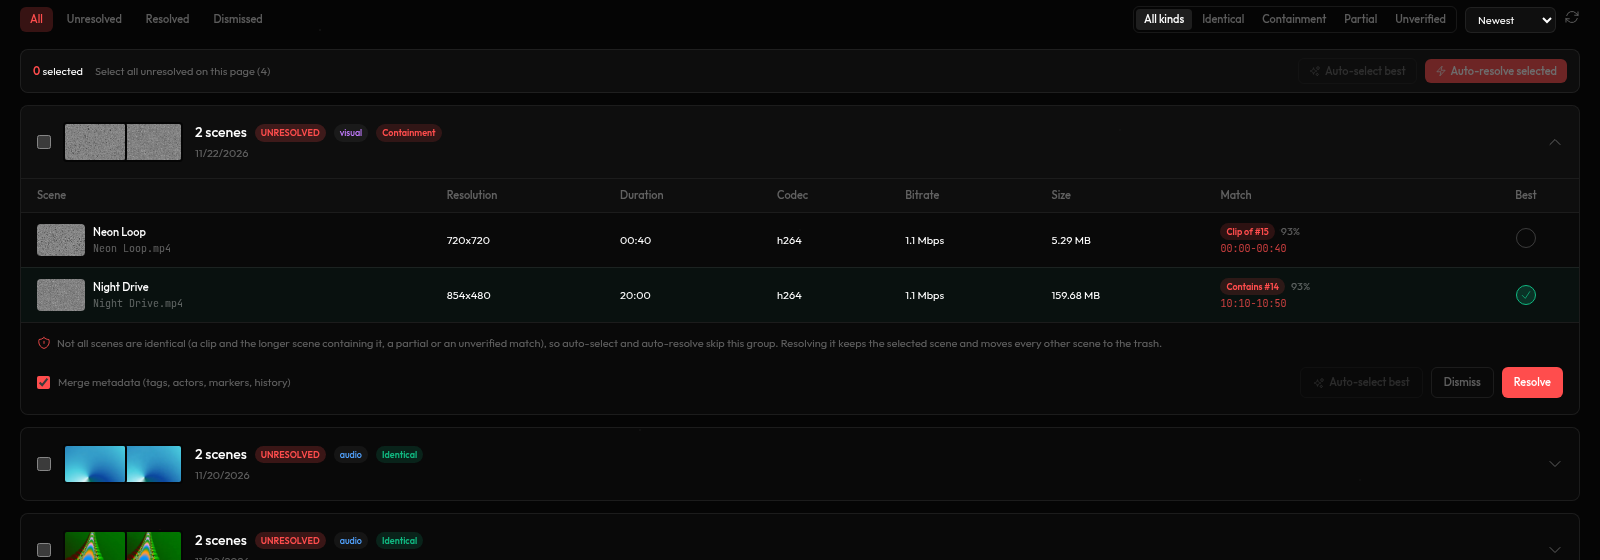 All Unresolved Resolved Dismissed All kinds Identical Containment Partial Unverified Newest
0 selected Select all unresolved on this page (4) Auto-select best Auto-resolve selected
2 scenes UNRESOLVED visual Containment
11/22/2026
Scene Resolution Duration Codec Bitrate Size Match Best
Neon Loop 720x720 00:40 h264 1.1 Mbps 5.29 MB Clip of #15 93%
Neon Loop.mp4 00:00-00:40
Night Drive 854x480 20:00 h264 1.1 Mbps 159.68 MB Contains #14 93%
Night Drive.mp4 10:10-10:50
Not all scenes are identical (a clip and the longer scene containing it, a partial or an unverified match), so auto-select and auto-resolve skip this group. Resolving it keeps the selected scene and moves every other scene to the trash.
Merge metadata (tags, actors, markers, history) Auto-select best Dismiss Resolve
2 scenes UNRESOLVED audio Identical
11/20/2026
2 scenes UNRESOLVED audio Identical